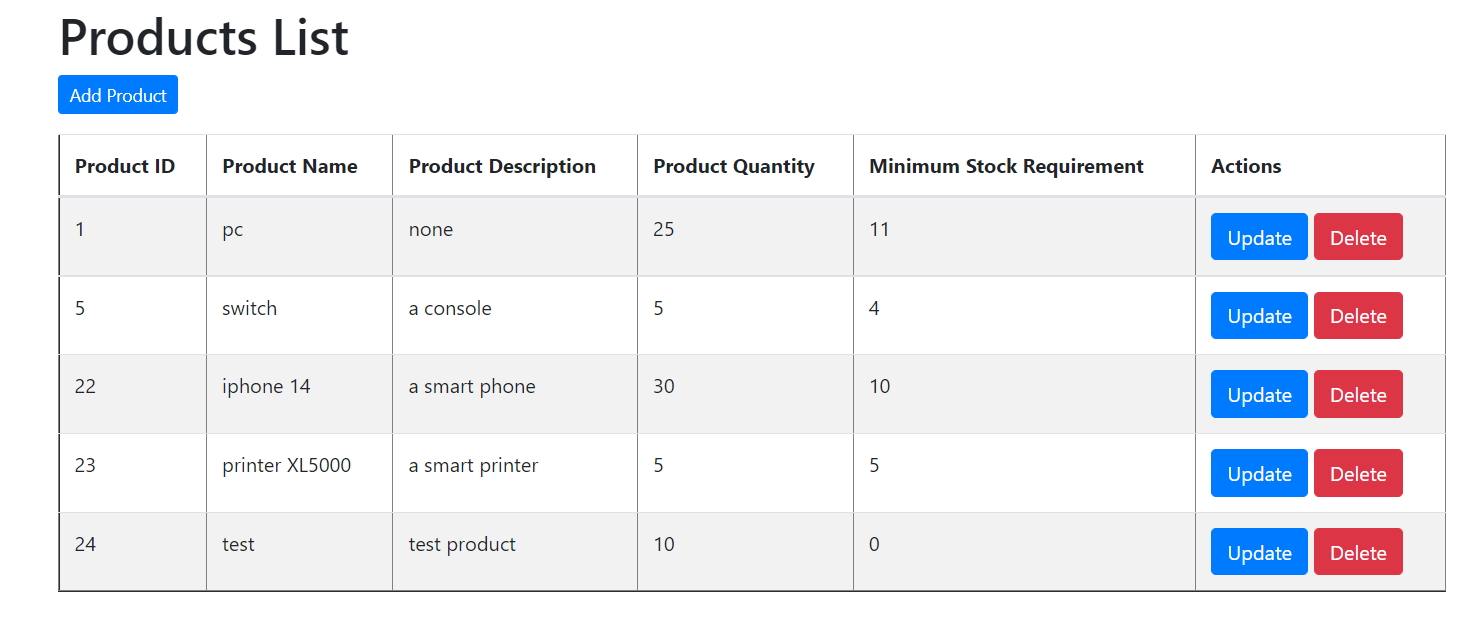 Products List
Add Product
Product ID Product Name Product Description Product Quantity Minimum Stock Requirement Actions
1 pc none 25 11 Update Delete
5 switch a console 5 4 Update Delete
22 iphone 14 a smart phone 30 10 Update Delete
23 printer XL5000 a smart printer 5 5 Update Delete
24 test test product 10 0 Update Delete